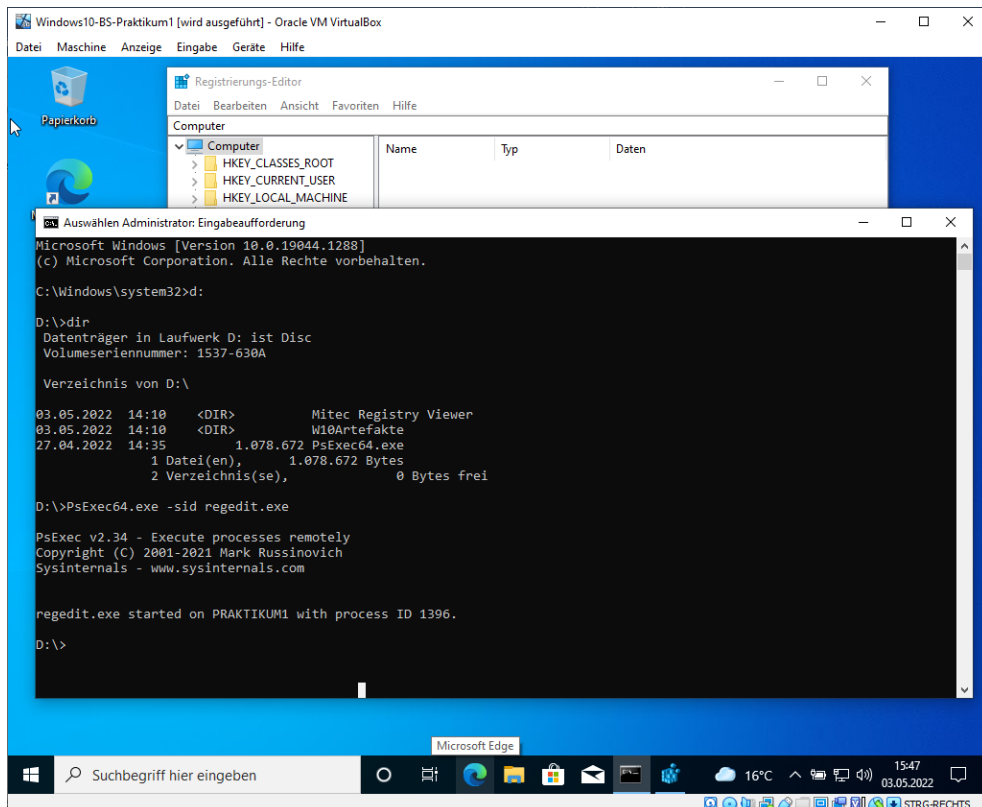 Windows10-BS-Praktikum1 [wird ausgeführt] - Oracle VM VirtualBox
Datei Maschine Anzeige Eingabe Geräte Hilfe
Papierkorb
Registrierungs-Editor
Datei Bearbeiten Ansicht Favoriten Hilfe
Computer
Computer
HKEY_CLASSES_ROOT
HKEY_CURRENT_USER
HKEY_LOCAL_MACHINE
Name Typ Daten
Auswählen Administrator: Eingabeaufforderung
Microsoft Windows [Version 10.0.19044.1288]
(c) Microsoft Corporation. Alle Rechte vorbehalten.
C:\Windows\system32>d:
D:\>dir
Datenträger in Laufwerk D: ist Disc
Volumeseriennummer: 1537-630A
Verzeichnis von D:\
03.05.2022 14:10 <DIR> Mitec Registry Viewer
03.05.2022 14:10 <DIR> W10Artefakte
27.04.2022 14:35 1.078.672 PsExec64.exe
1 Datei(en), 1.078.672 Bytes
2 Verzeichnis(se), 0 Bytes frei
D:\>PsExec64.exe -sid regedit.exe
PsExec v2.34 - Execute processes remotely
Copyright (C) 2001-2021 Mark Russinovich
Sysinternals - www.sysinternals.com
regedit.exe started on PRAKTIKUM1 with process ID 1396.
D:\>
Microsoft Edge
Suchbegriff hier eingeben
16°C
15:47
03.05.2022
STRG-RECHTS